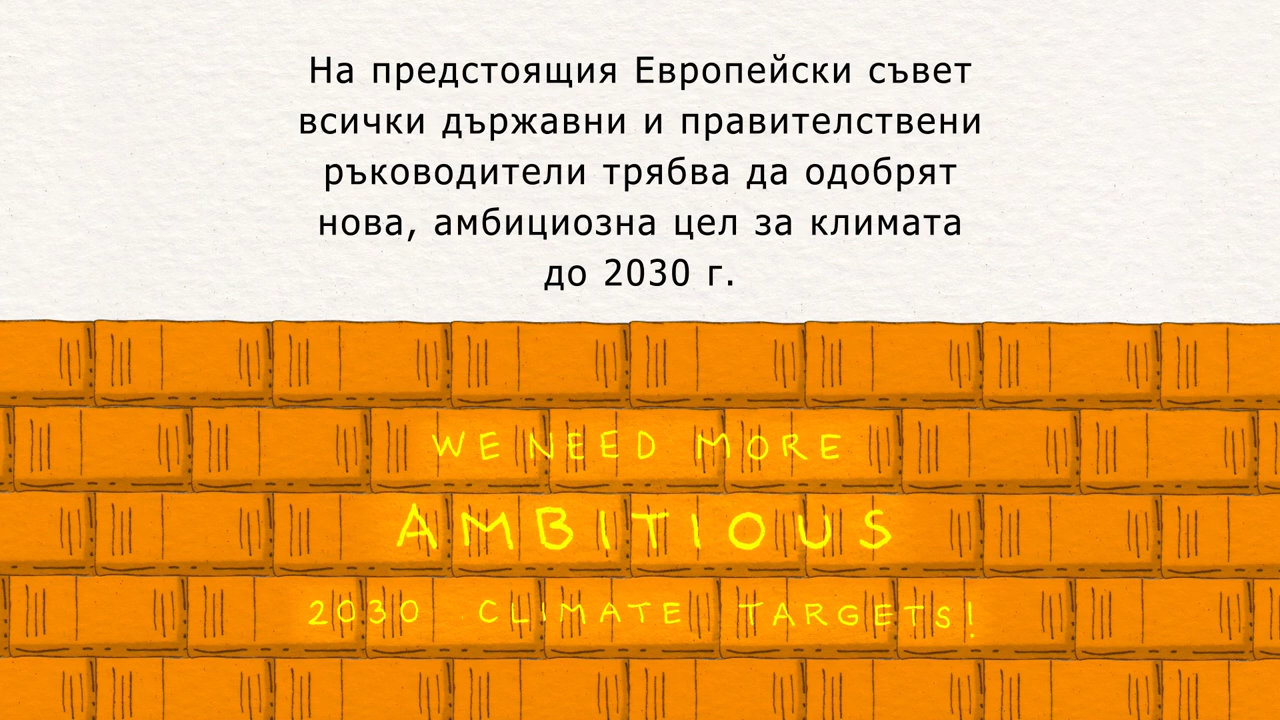 На предстоящия Европейски съвет
всички държавни и правителствени
ръководители трябва да одобрят
нова, амбициозна цел за климата
до 2030 г.
WE NEED MORE
AMBITIOUS
2030 CLIMATE TARGETS!